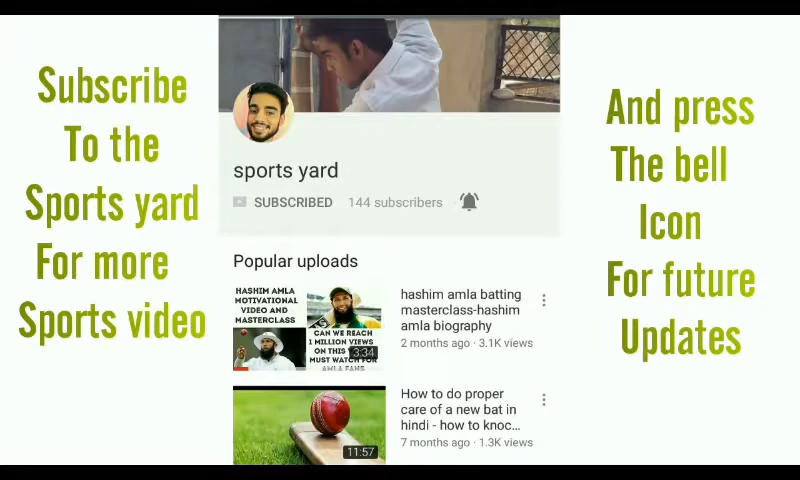 Subscribe
To the
Sports yard
For more
Sports video
sports yard
SUBSCRIBED 144 subscribers
Popular uploads
HASHIM AMLA
MOTIVATIONAL
VIDEO AND
MASTERCLASS
CAN WE REACH
1 MILLION VIEWS
ON THIS
MUST WATCH FOR
AMLA FANS
3:34
hashim amla batting
masterclass-hashim
amla biography
2 months ago · 3.1K views
11:57
How to do proper
care of a new bat in
hindi - how to knoc...
7 months ago · 1.3K views
And press
The bell
Icon
For future
Updates